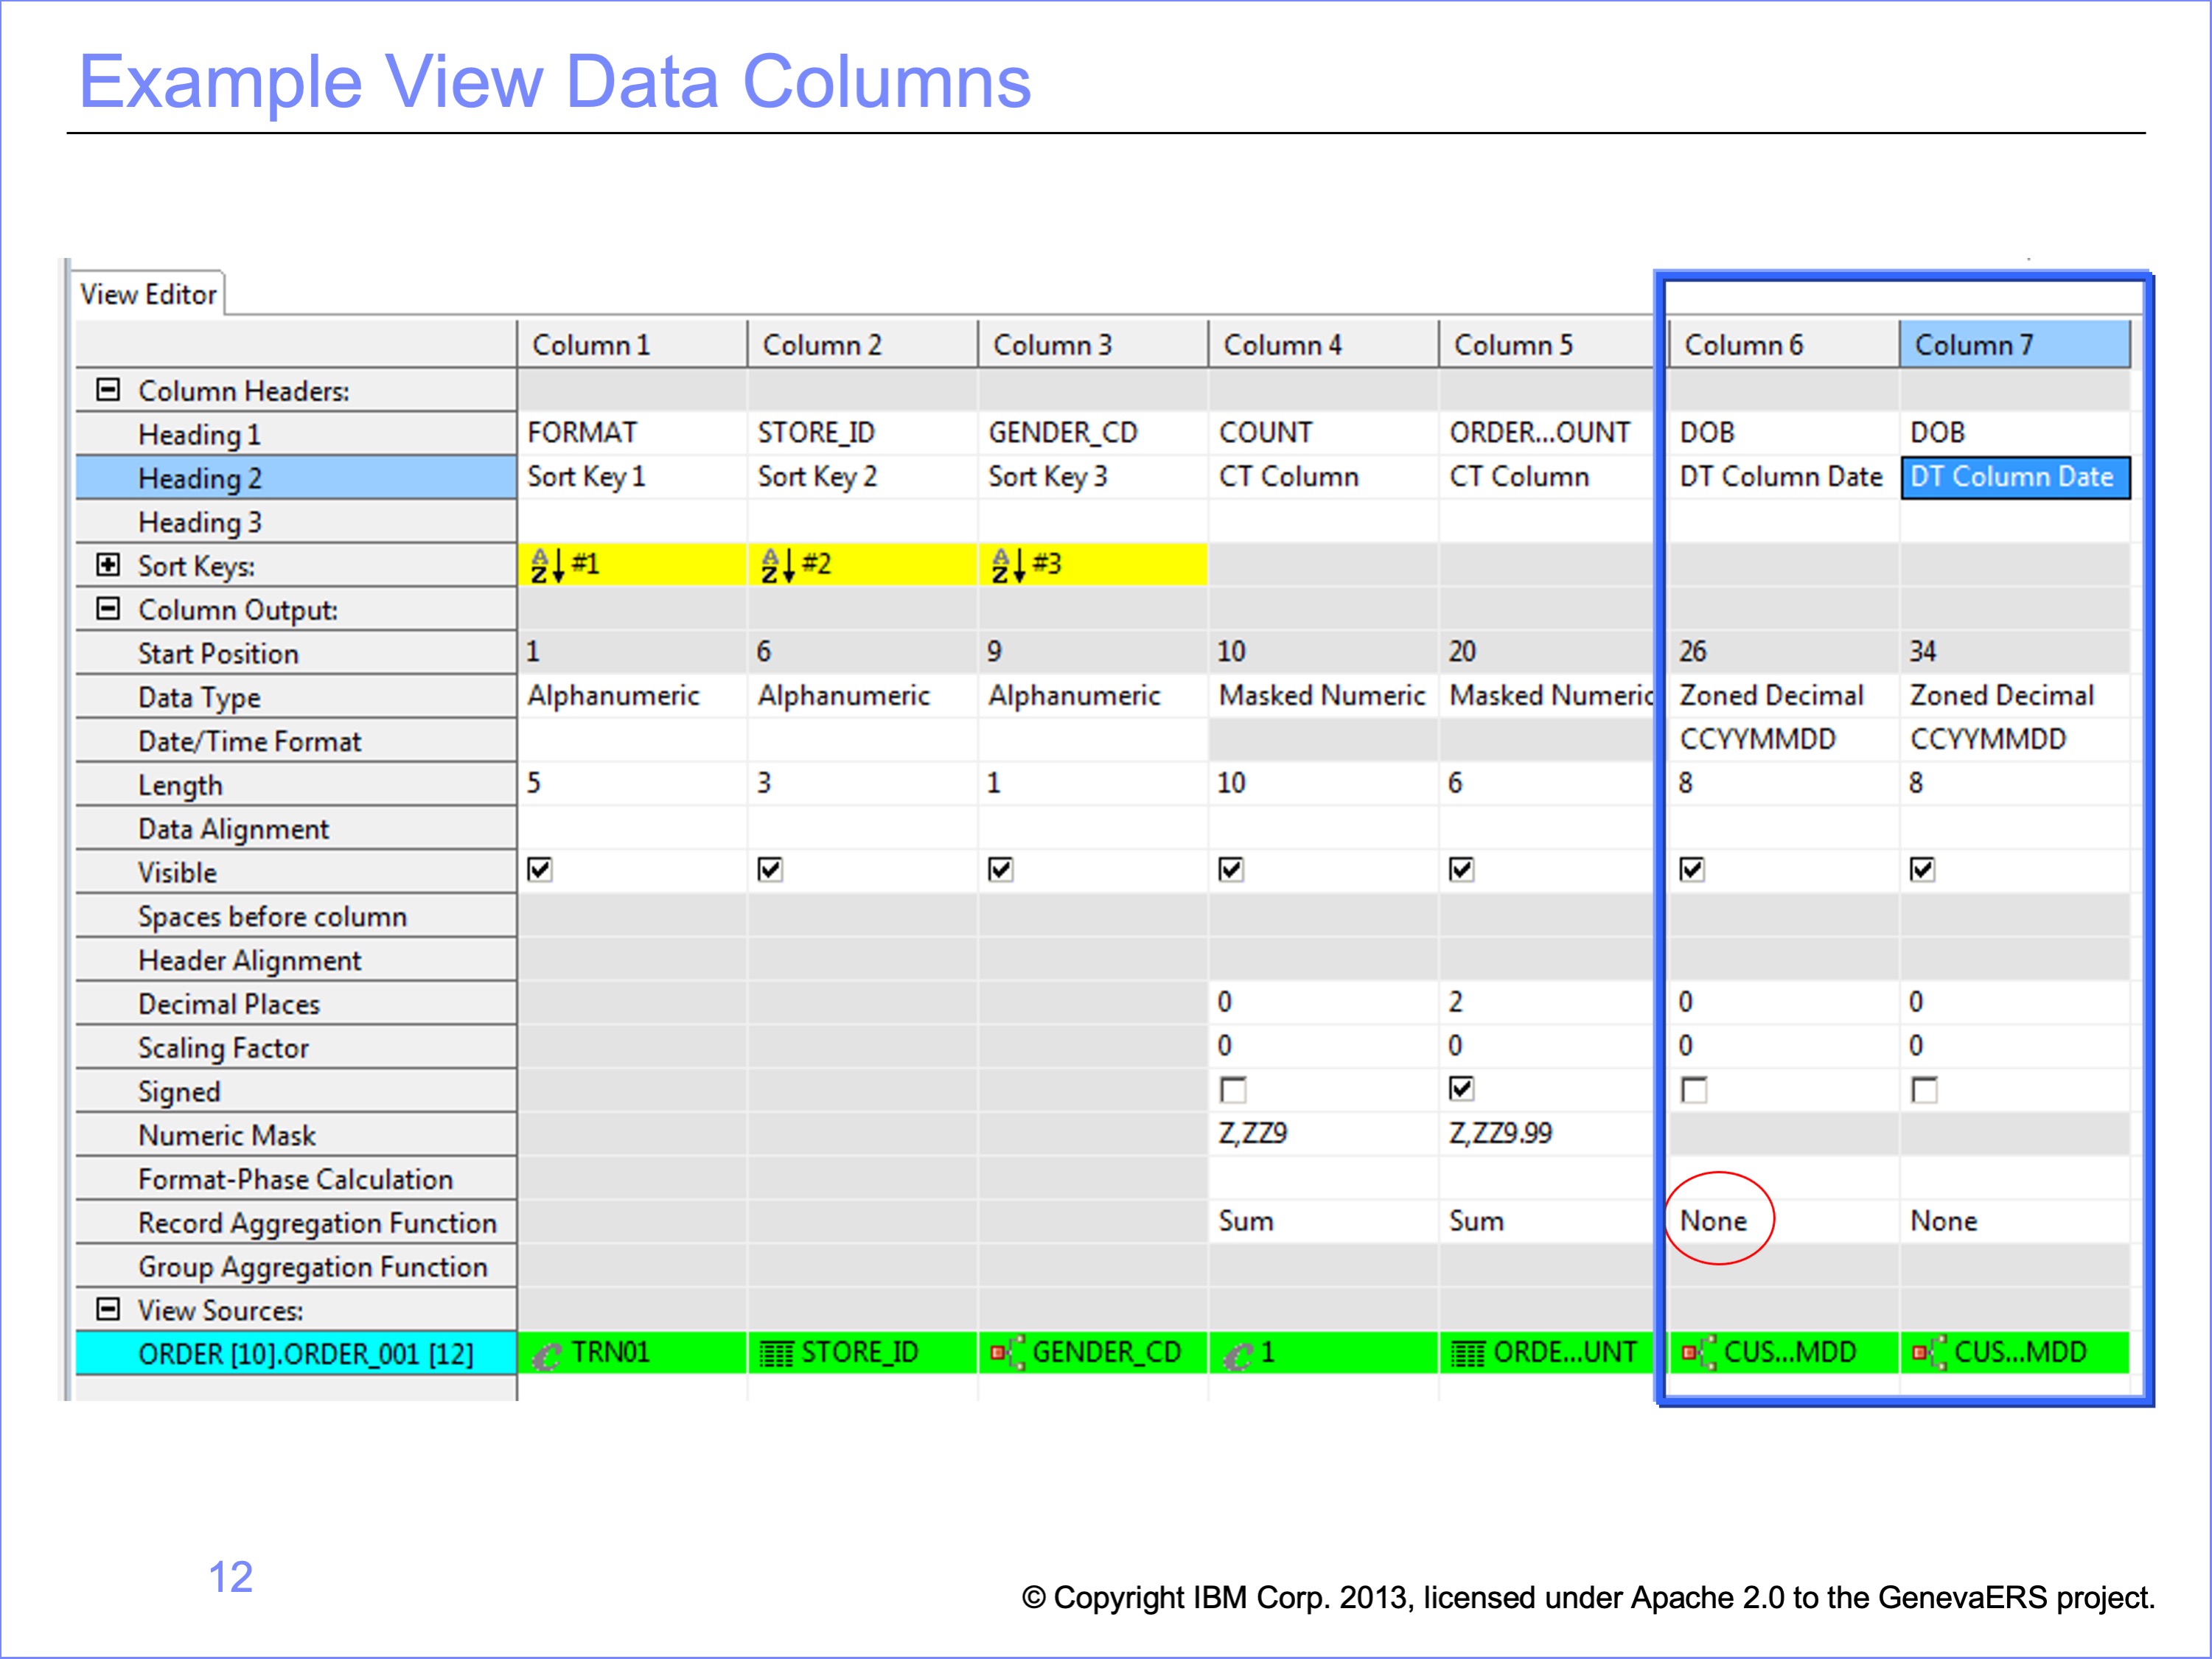 Example View Data Columns
View Editor
Column 1 Column 2 Column 3 Column 4 Column 5 Column 6 Column 7
Column Headers:
Heading 1 FORMAT STORE_ID GENDER_CD COUNT ORDER...OUNT DOB DOB
Heading 2 Sort Key 1 Sort Key 2 Sort Key 3 CT Column CT Column DT Column Date DT Column Date
Heading 3
Sort Keys: #1 #2 #3
Column Output:
Start Position 1 6 9 10 20 26 34
Data Type Alphanumeric Alphanumeric Alphanumeric Masked Numeric Masked Numeric Zoned Decimal Zoned Decimal
Date/Time Format CCYYMMDD CCYYMMDD
Length 5 3 1 10 6 8 8
Data Alignment
Visible
Spaces before column
Header Alignment
Decimal Places 0 2 0 0
Scaling Factor 0 0 0 0
Signed
Numeric Mask Z,ZZ9 Z,ZZ9.99
Format-Phase Calculation
Record Aggregation Function Sum Sum None None
Group Aggregation Function
View Sources:
ORDER [10].ORDER_001 [12] TRN01 STORE_ID GENDER_CD 1 ORDE...UNT CUS...MDD CUS...MDD
12
© Copyright IBM Corp. 2013, licensed under Apache 2.0 to the GenevaERS project.